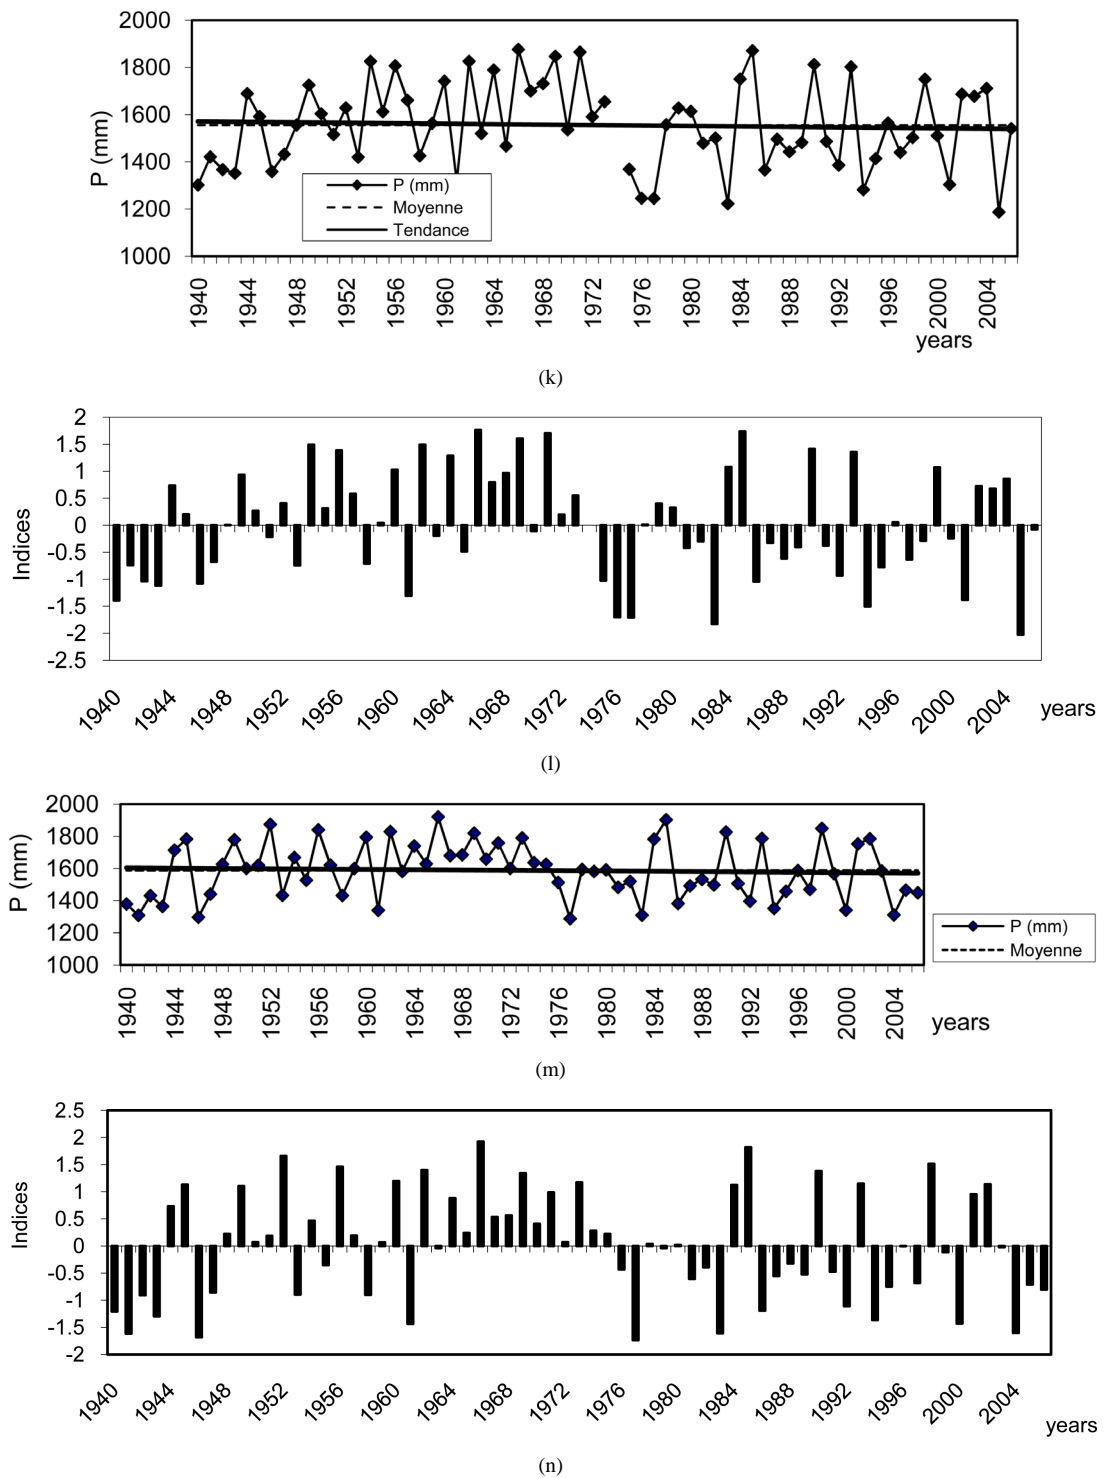 2000
1800
1600
1400
1200
1000
P (mm)
P (mm)
Moyenne
Tendance
1940 1944 1948 1952 1956 1960 1964 1968 1972 1976 1980 1984 1988 1992 1996 2000 2004
years
(k)
2
1.5
1
0.5
0
-0.5
-1
-1.5
-2
-2.5
Indices
1940 1944 1948 1952 1956 1960 1964 1968 1972 1976 1980 1984 1988 1992 1996 2000 2004 years
(l)
2000
1800
1600
1400
1200
1000
P (mm)
P (mm)
Moyenne
1940 1944 1948 1952 1956 1960 1964 1968 1972 1976 1980 1984 1988 1992 1996 2000 2004 years
(m)
2.5
2
1.5
1
0.5
0
-0.5
-1
-1.5
-2
Indices
1940 1944 1948 1952 1956 1960 1964 1968 1972 1976 1980 1984 1988 1992 1996 2000 2004
years
(n)